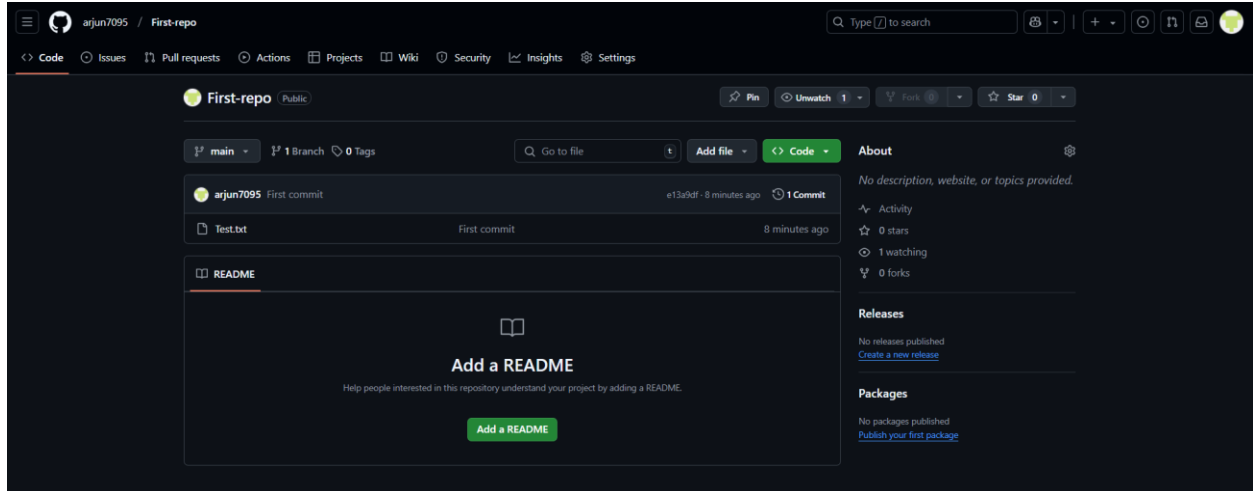 arjun7095 / First-repo
Type / to search
Code Issues Pull requests Actions Projects Wiki Security Insights Settings
First-repo Public
Pin Unwatch 1 Fork 0 Star 0
main 1 Branch 0 Tags Go to file t Add file Code
arjun7095 First commit e13a9df · 8 minutes ago 1 Commit
Test.txt First commit 8 minutes ago
README
Add a README
Help people interested in this repository understand your project by adding a README.
Add a README
About
No description, website, or topics provided.
Activity
0 stars
1 watching
0 forks
Releases
No releases published
Create a new release
Packages
No packages published
Publish your first package